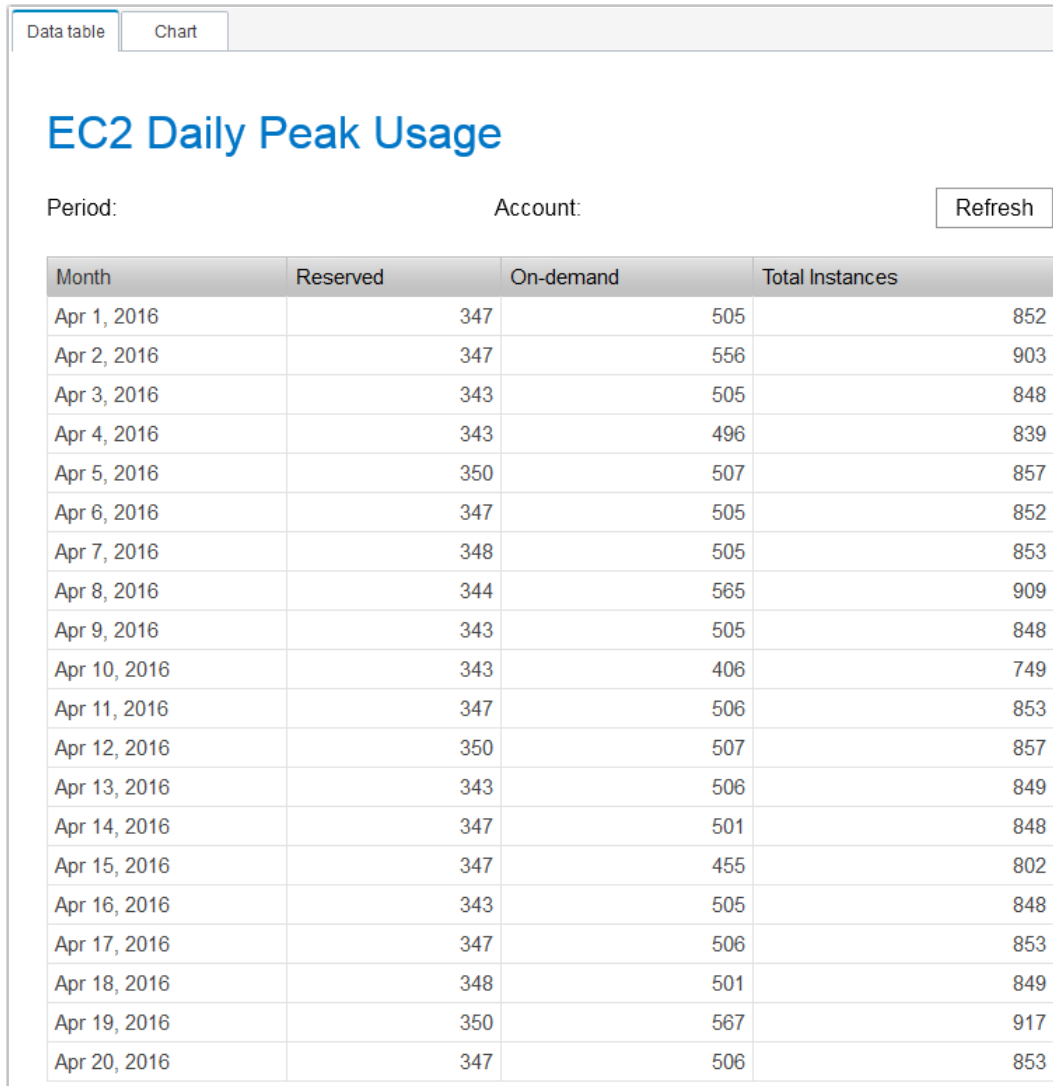 Data table Chart
EC2 Daily Peak Usage
Period: Account: Refresh
Month Reserved On-demand Total Instances
Apr 1, 2016 347 505 852
Apr 2, 2016 347 556 903
Apr 3, 2016 343 505 848
Apr 4, 2016 343 496 839
Apr 5, 2016 350 507 857
Apr 6, 2016 347 505 852
Apr 7, 2016 348 505 853
Apr 8, 2016 344 565 909
Apr 9, 2016 343 505 848
Apr 10, 2016 343 406 749
Apr 11, 2016 347 506 853
Apr 12, 2016 350 507 857
Apr 13, 2016 343 506 849
Apr 14, 2016 347 501 848
Apr 15, 2016 347 455 802
Apr 16, 2016 343 505 848
Apr 17, 2016 347 506 853
Apr 18, 2016 348 501 849
Apr 19, 2016 350 567 917
Apr 20, 2016 347 506 853